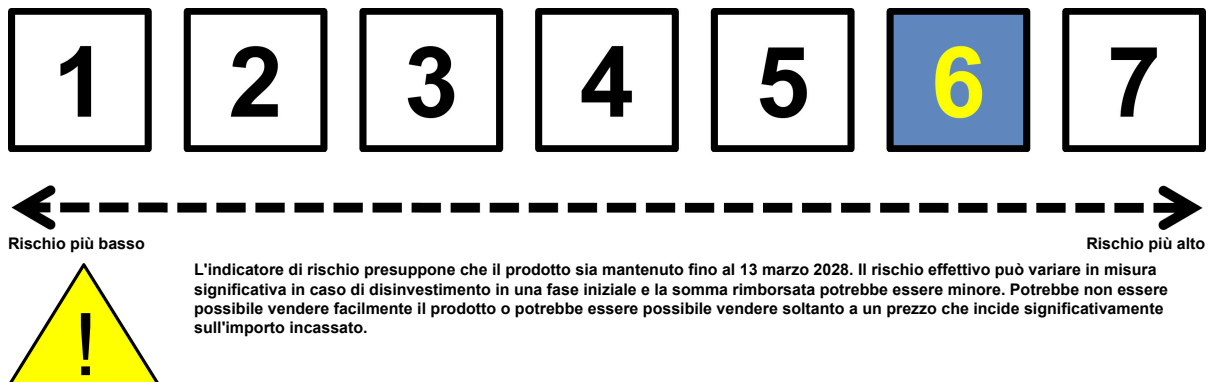 1 2 3 4 5 6 7
Rischio più basso Rischio più alto
L'indicatore di rischio presuppone che il prodotto sia mantenuto fino al 13 marzo 2028. Il rischio effettivo può variare in misura
significativa in caso di disinvestimento in una fase iniziale e la somma rimborsata potrebbe essere minore. Potrebbe non essere
possibile vendere facilmente il prodotto o potrebbe essere possibile vendere soltanto a un prezzo che incide significativamente
sull'importo incassato.
!